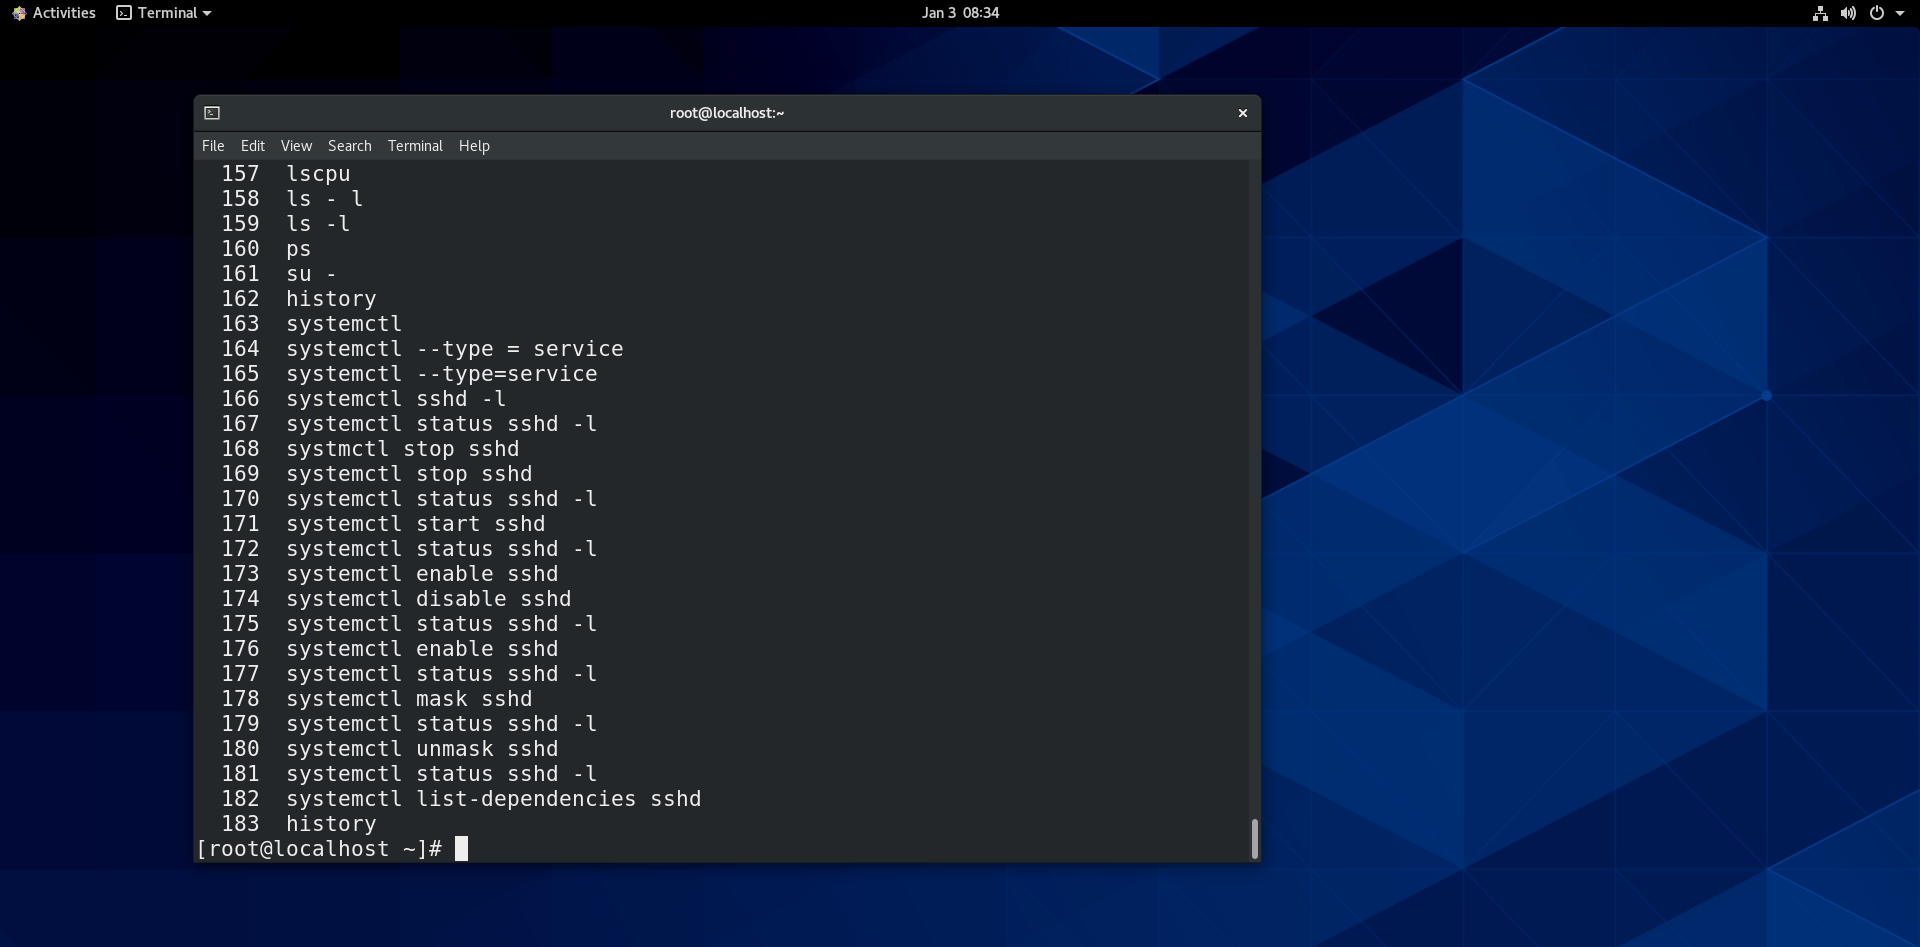 Activities
Terminal
Jan 3 08:34
root@localhost:~
File Edit View Search Terminal Help
157 lscpu
158 ls - l
159 ls -l
160 ps
161 su -
162 history
163 systemctl
164 systemctl --type = service
165 systemctl --type=service
166 systemctl sshd -l
167 systemctl status sshd -l
168 systmctl stop sshd
169 systemctl stop sshd
170 systemctl status sshd -l
171 systemctl start sshd
172 systemctl status sshd -l
173 systemctl enable sshd
174 systemctl disable sshd
175 systemctl status sshd -l
176 systemctl enable sshd
177 systemctl status sshd -l
178 systemctl mask sshd
179 systemctl status sshd -l
180 systemctl unmask sshd
181 systemctl status sshd -l
182 systemctl list-dependencies sshd
183 history
[root@localhost ~]#